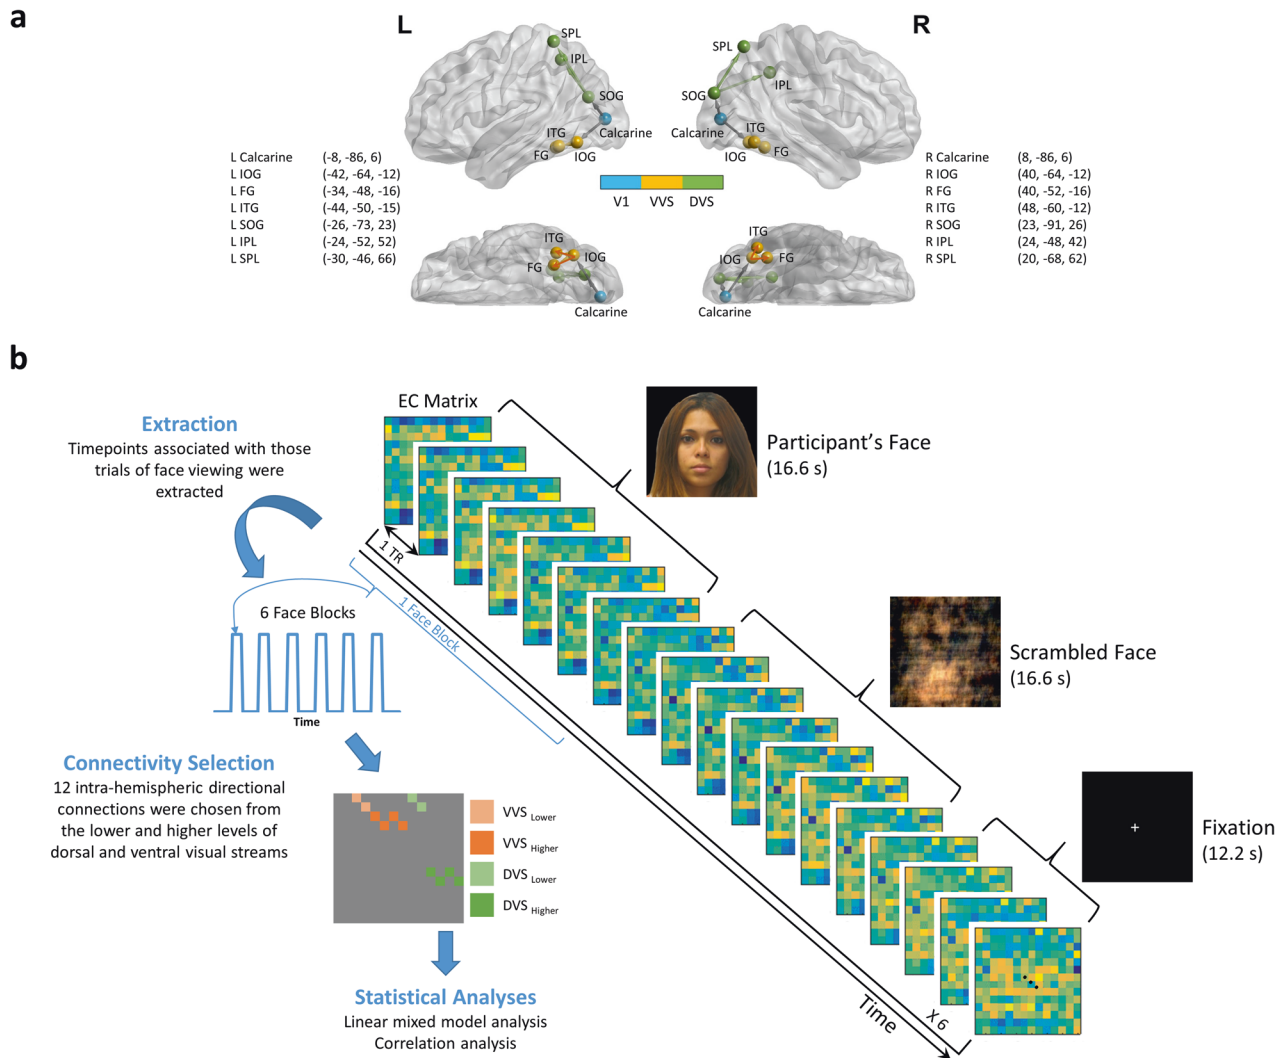 a
L
R
SPL
IPL
SOG
Calcarine
ITG
FG
IOG
SPL
IPL
SOG
Calcarine
ITG
IOG
FG
L Calcarine (-8, -86, 6)
L IOG (-42, -64, -12)
L FG (-34, -48, -16)
L ITG (-44, -50, -15)
L SOG (-26, -73, 23)
L IPL (-24, -52, 52)
L SPL (-30, -46, 66)
V1 VVS DVS
R Calcarine (8, -86, 6)
R IOG (40, -64, -12)
R FG (40, -52, -16)
R ITG (48, -60, -12)
R SOG (23, -91, 26)
R IPL (24, -48, 42)
R SPL (20, -68, 62)
ITG
IOG
FG
Calcarine
ITG
IOG
FG
Calcarine
b
Extraction
Timepoints associated with those
trials of face viewing were
extracted
EC Matrix
Participant's Face
(16.6 s)
1 TR
1 Face Block
6 Face Blocks
Time
Scrambled Face
(16.6 s)
Connectivity Selection
12 intra-hemispheric directional
connections were chosen from
the lower and higher levels of
dorsal and ventral visual streams
VVS Lower
VVS Higher
DVS Lower
DVS Higher
Fixation
(12.2 s)
Statistical Analyses
Linear mixed model analysis
Correlation analysis
Time
X 6